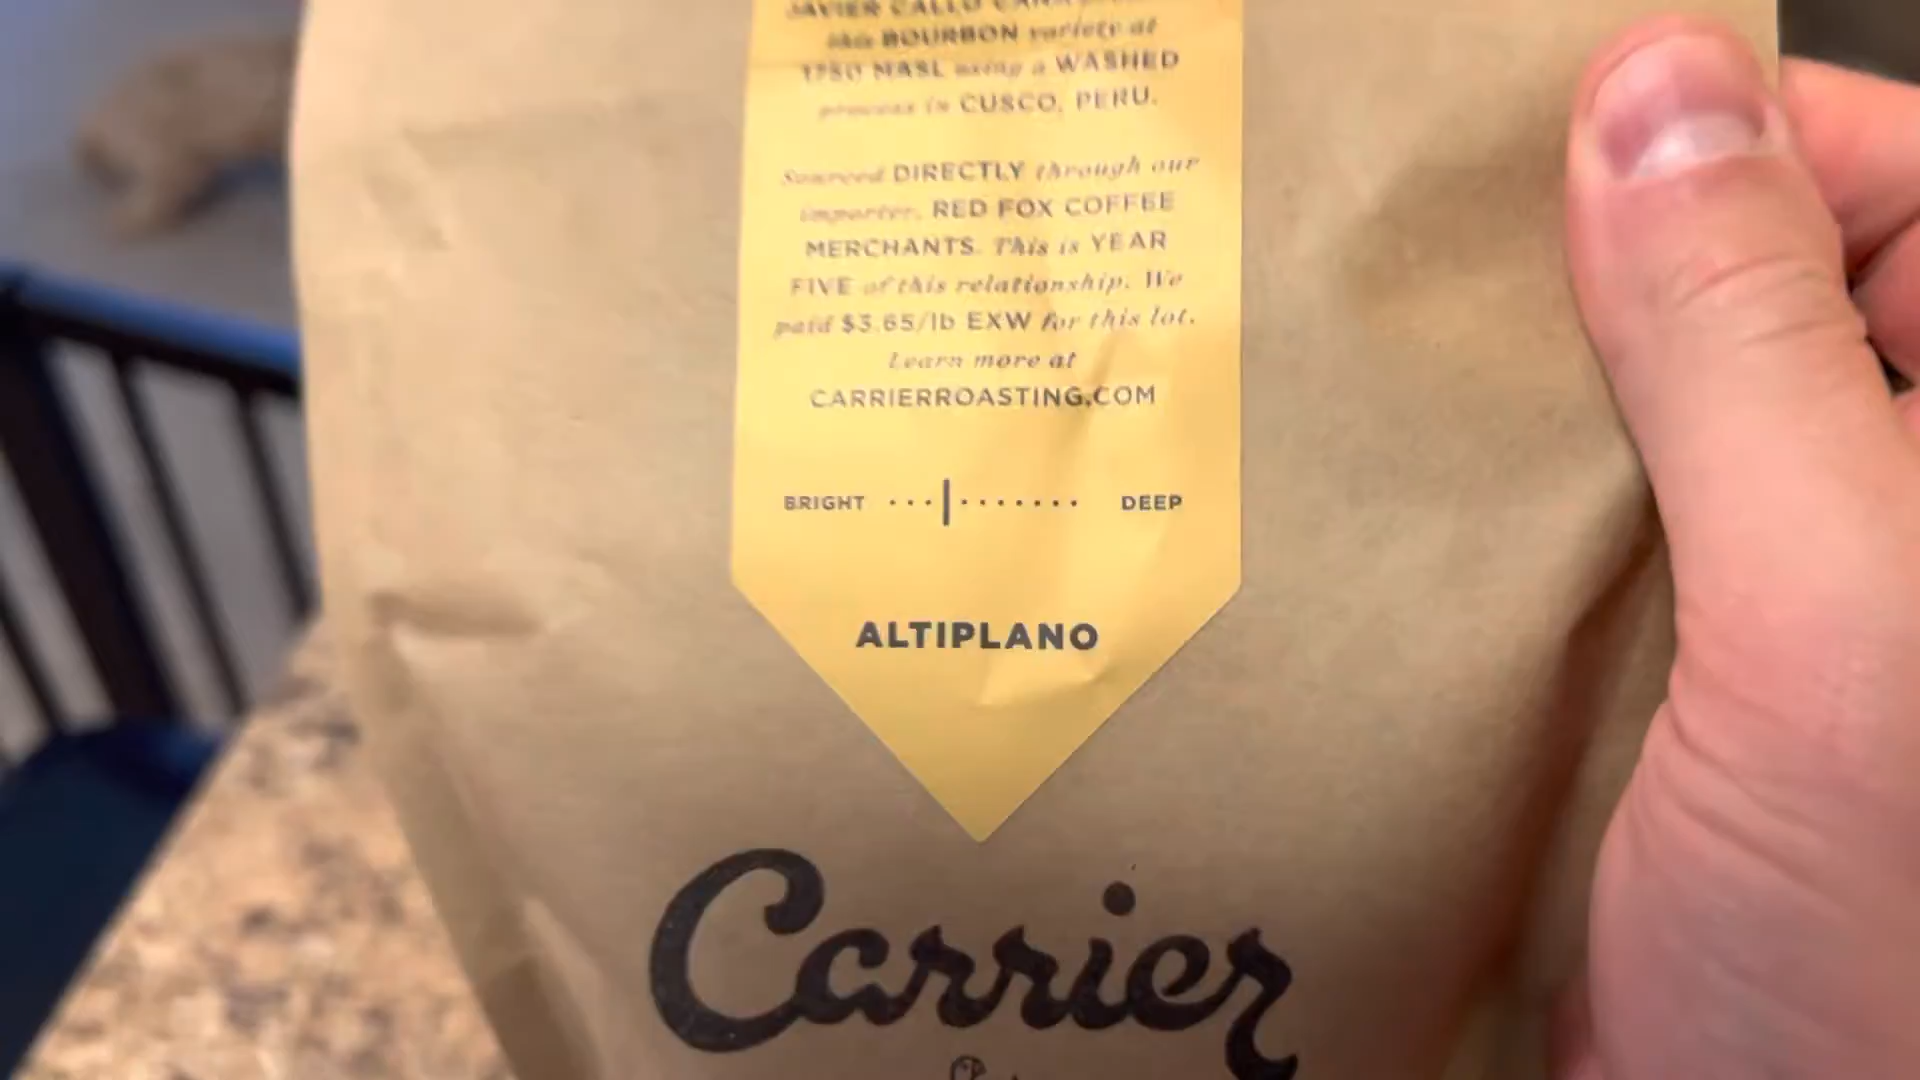 JAVIER CALLO
this BOURBON variety at
1750 MASL using a WASHED
process in CUSCO, PERU.
Sourced DIRECTLY through our
importer, RED FOX COFFEE
MERCHANTS. This is YEAR
FIVE of this relationship. We
paid $3.65/lb EXW for this lot.
Learn more at
CARRIERROASTING.COM
BRIGHT DEEP
ALTIPLANO
Carrier